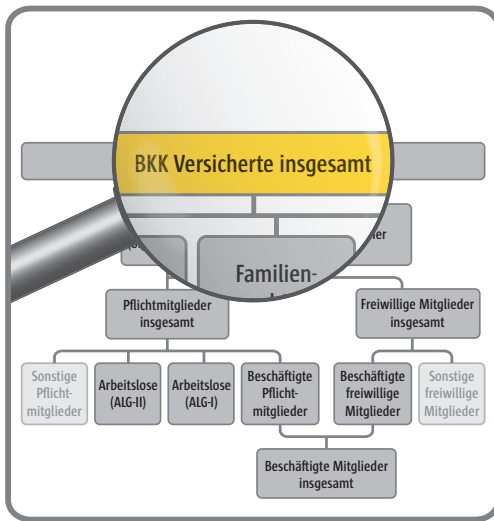 BKK Versicherte insgesamt
Familien-
Pflichtmitglieder
insgesamt
Freiwillige Mitglieder
insgesamt
Sonstige
Pflicht-
mitglieder
Arbeitslose
(ALG-II)
Arbeitslose
(ALG-I)
Beschäftigte
Pflicht-
mitglieder
Beschäftigte
freiwillige
Mitglieder
Sonstige
freiwillige
Mitglieder
Beschäftigte Mitglieder
insgesamt